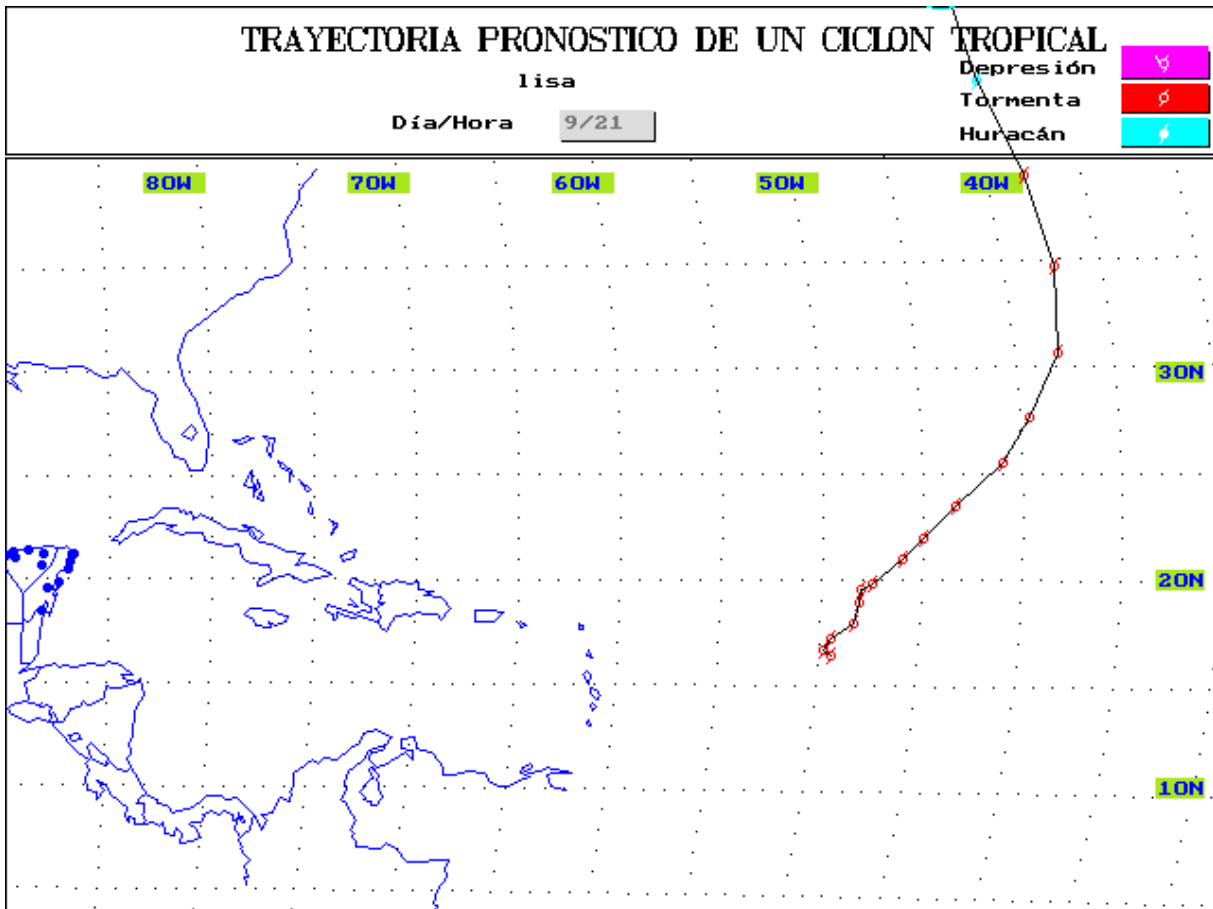 TRAYECTORIA PRONOSTICO DE UN CICLON TROPICAL
lisa
Día/Hora 9/21
Depresión
Tormenta
Huracán
80W 70W 60W 50W 40W
30N
20N
10N